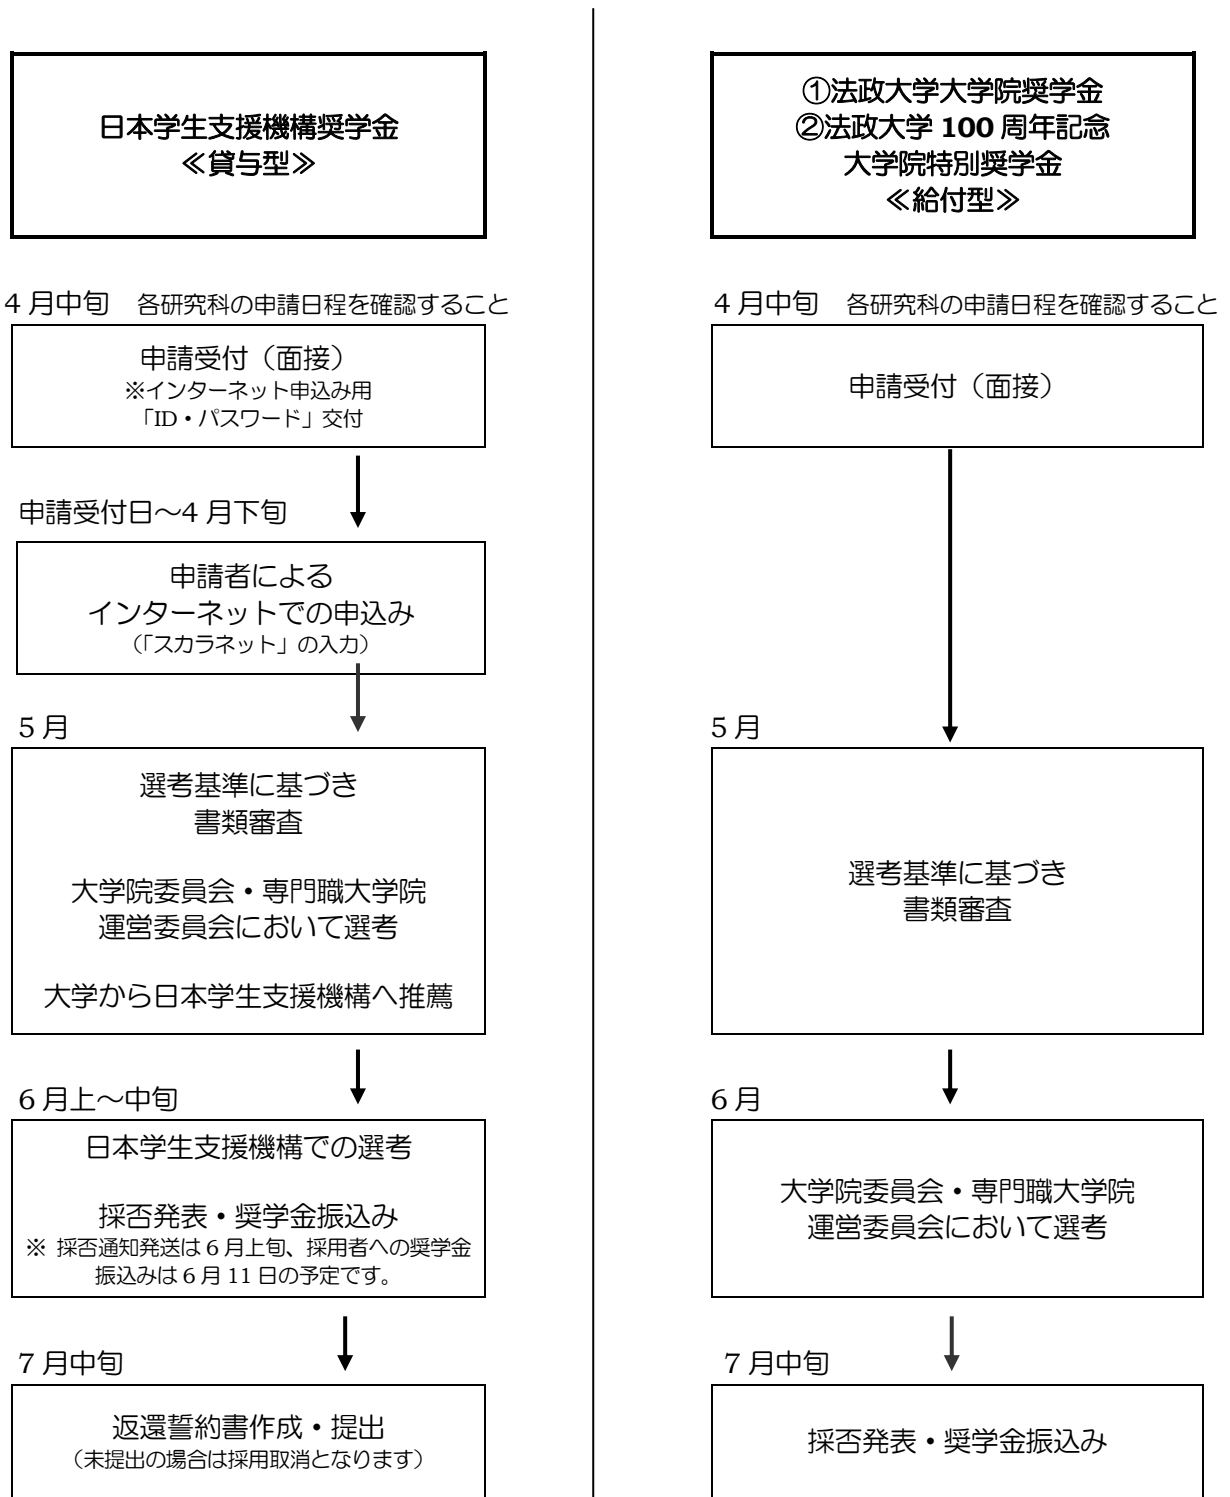 日本学生支援機構奨学金
≪貸与型≫
4 月中旬　各研究科の申請日程を確認すること
申請受付（面接）
※インターネット申込み用
「ID・パスワード」交付
申請受付日～4 月下旬
申請者による
インターネットでの申込み
（「スカラネット」の入力）
5 月
選考基準に基づき
書類審査
大学院委員会・専門職大学院
運営委員会において選考
大学から日本学生支援機構へ推薦
6 月上～中旬
日本学生支援機構での選考
採否発表・奨学金振込み
※ 採否通知発送は 6 月上旬、採用者への奨学金
振込みは 6 月 11 日の予定です。
7 月中旬
返還誓約書作成・提出
（未提出の場合は採用取消となります）
①法政大学大学院奨学金
②法政大学 100 周年記念
大学院特別奨学金
≪給付型≫
4 月中旬　各研究科の申請日程を確認すること
申請受付（面接）
5 月
選考基準に基づき
書類審査
6 月
大学院委員会・専門職大学院
運営委員会において選考
7 月中旬
採否発表・奨学金振込み